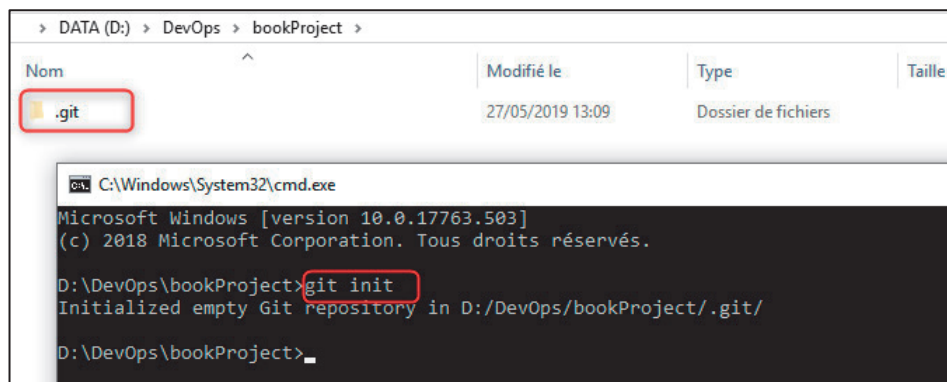 > DATA (D:) > DevOps > bookProject >
Nom Modifié le Type Taille
.git 27/05/2019 13:09 Dossier de fichiers
C:\Windows\System32\cmd.exe
Microsoft Windows [version 10.0.17763.503]
(c) 2018 Microsoft Corporation. Tous droits réservés.
D:\DevOps\bookProject>git init
Initialized empty Git repository in D:/DevOps/bookProject/.git/
D:\DevOps\bookProject>